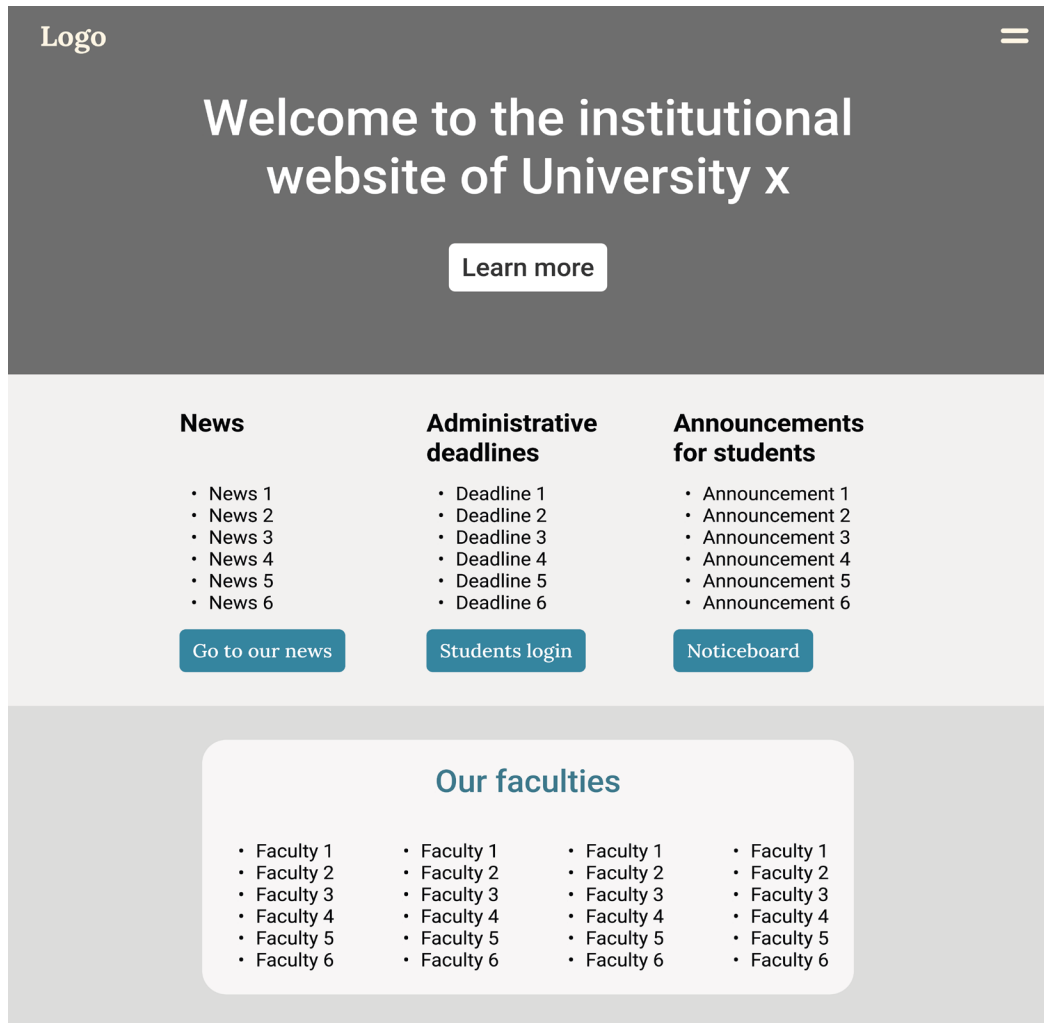 Logo
Welcome to the institutional
website of University x
Learn more
News
• News 1
• News 2
• News 3
• News 4
• News 5
• News 6
Go to our news
Administrative
deadlines
• Deadline 1
• Deadline 2
• Deadline 3
• Deadline 4
• Deadline 5
• Deadline 6
Students login
Announcements
for students
• Announcement 1
• Announcement 2
• Announcement 3
• Announcement 4
• Announcement 5
• Announcement 6
Noticeboard
Our faculties
• Faculty 1
• Faculty 2
• Faculty 3
• Faculty 4
• Faculty 5
• Faculty 6
• Faculty 1
• Faculty 2
• Faculty 3
• Faculty 4
• Faculty 5
• Faculty 6
• Faculty 1
• Faculty 2
• Faculty 3
• Faculty 4
• Faculty 5
• Faculty 6
• Faculty 1
• Faculty 2
• Faculty 3
• Faculty 4
• Faculty 5
• Faculty 6